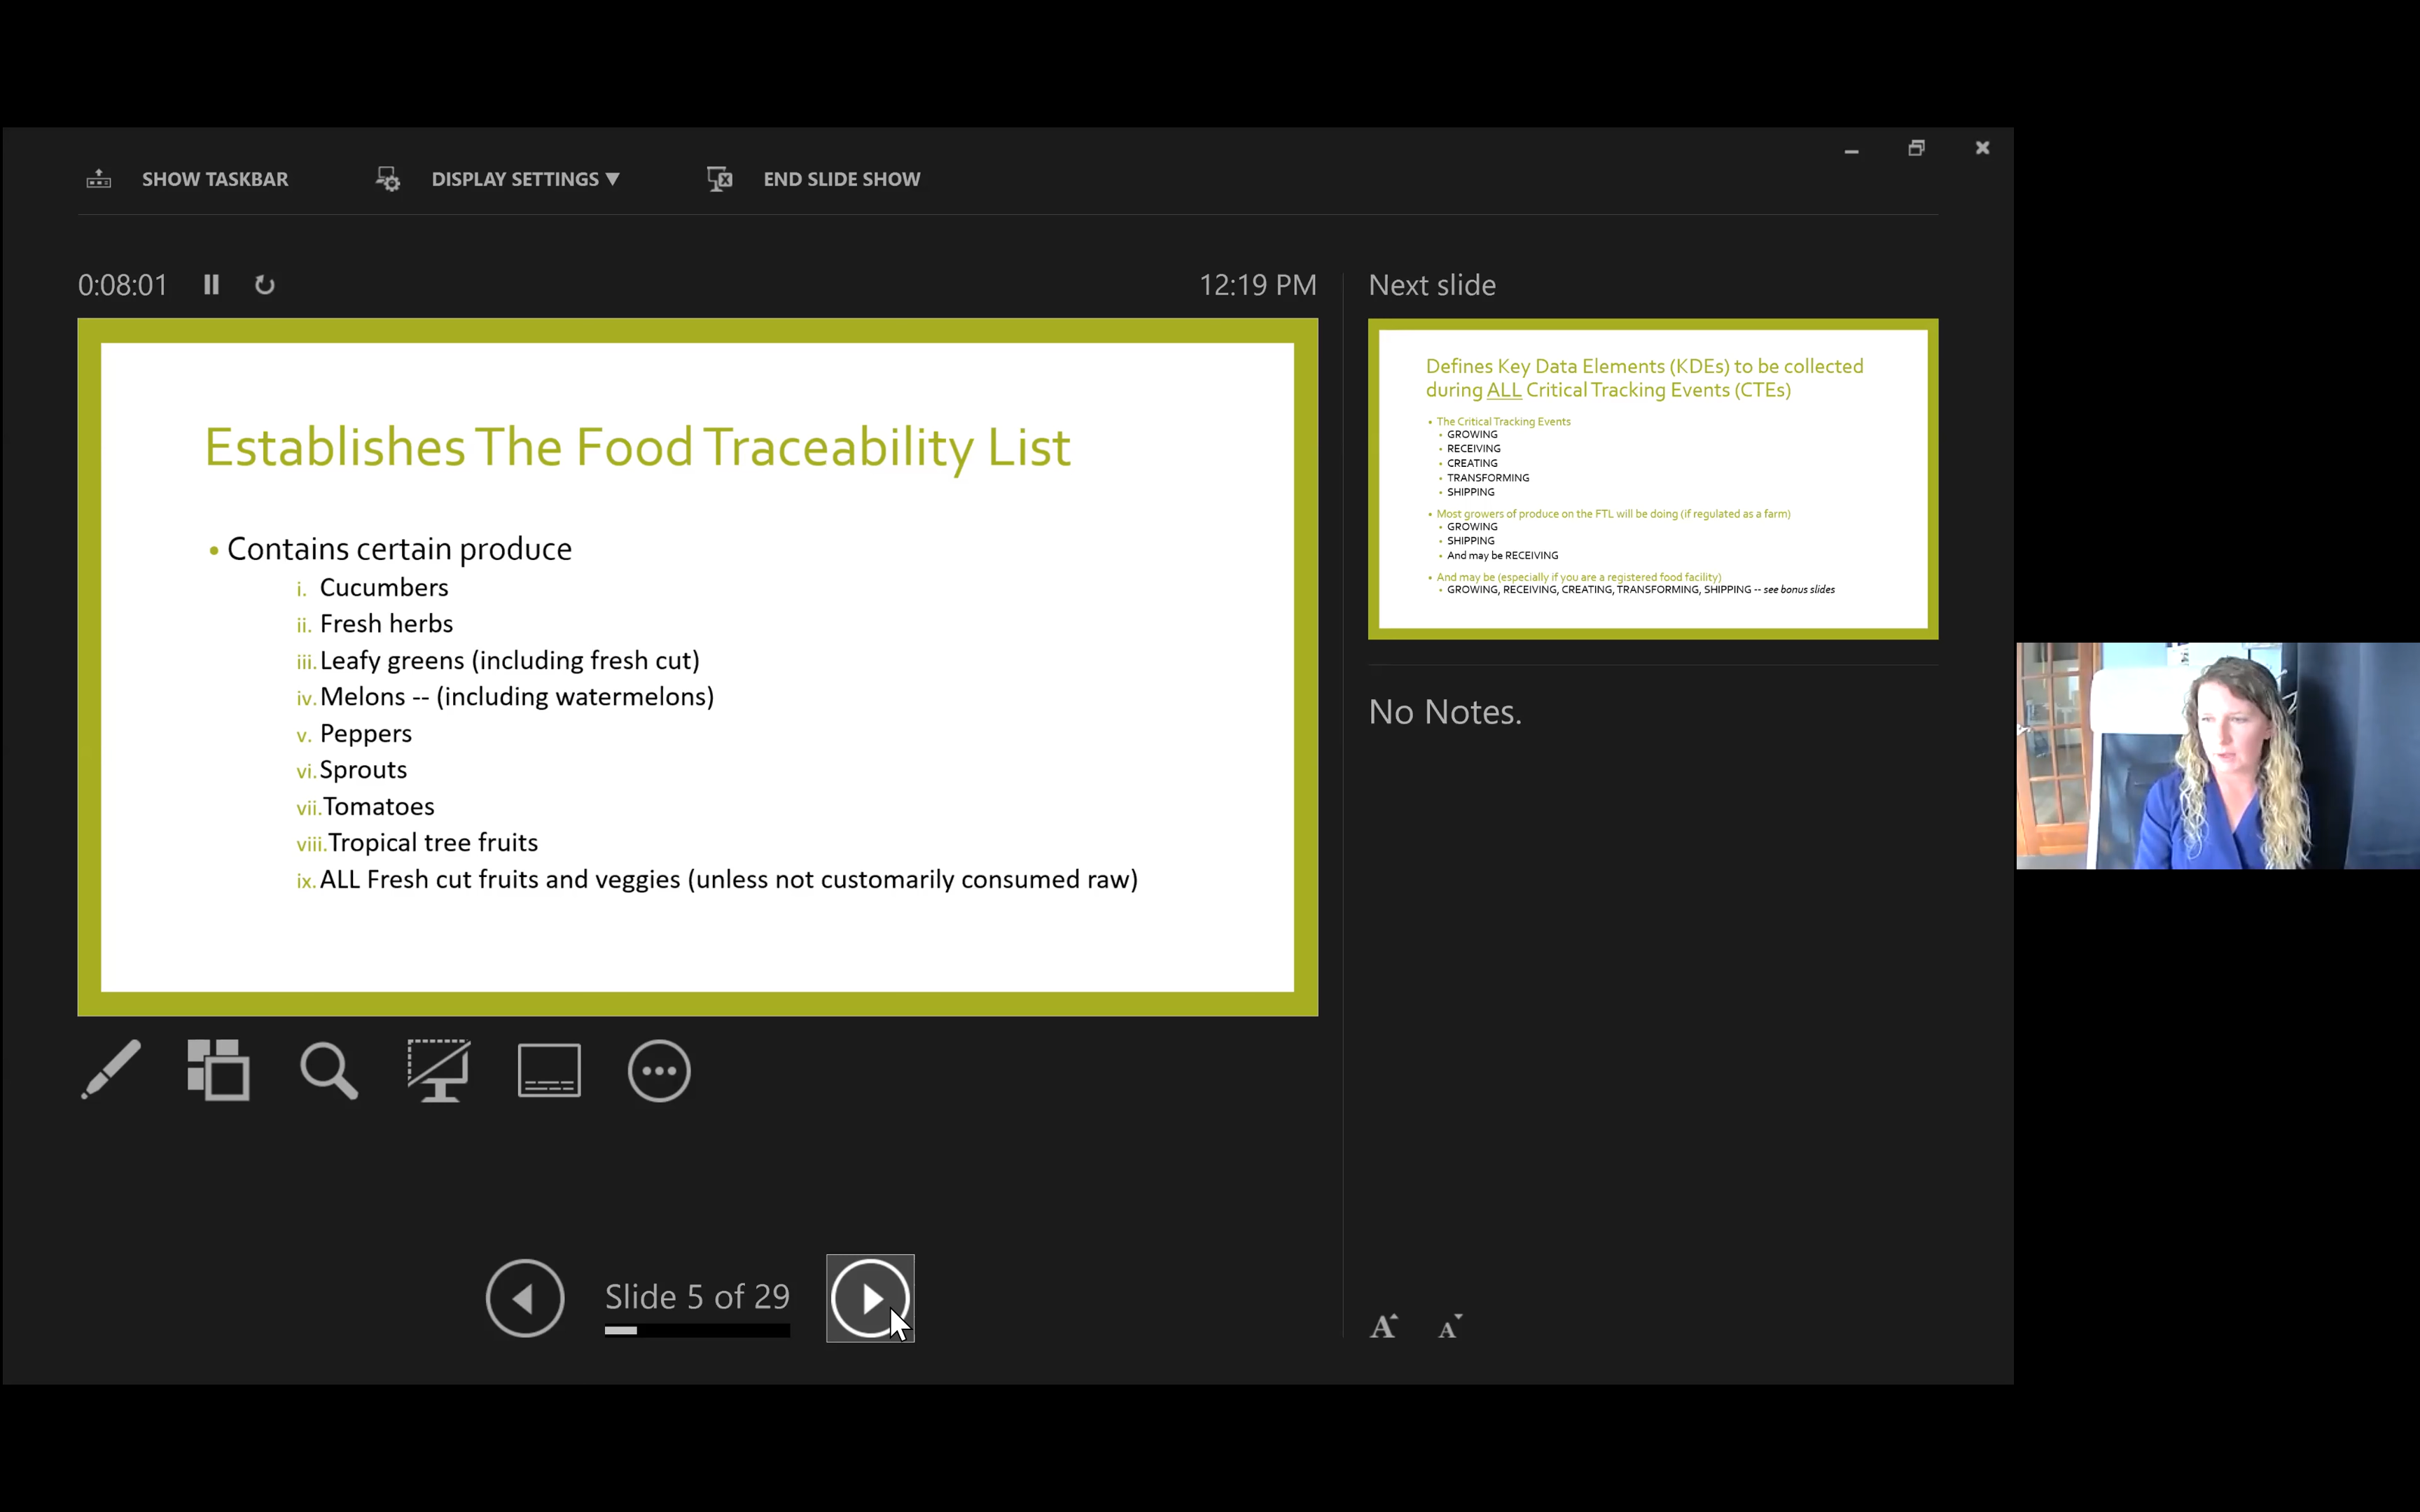 SHOW TASKBAR
DISPLAY SETTINGS ▼
END SLIDE SHOW
0:08:01
12:19 PM
Establishes The Food Traceability List
• Contains certain produce
i. Cucumbers
ii. Fresh herbs
iii. Leafy greens (including fresh cut)
iv. Melons -- (including watermelons)
v. Peppers
vi. Sprouts
vii. Tomatoes
viii. Tropical tree fruits
ix. ALL Fresh cut fruits and veggies (unless not customarily consumed raw)
Slide 5 of 29
Next slide
Defines Key Data Elements (KDEs) to be collected
during ALL Critical Tracking Events (CTEs)
• The Critical Tracking Events
• GROWING
• RECEIVING
• CREATING
• TRANSFORMING
• SHIPPING
• Most growers of produce on the FTL will be doing (if regulated as a farm)
• GROWING
• SHIPPING
• And may be RECEIVING
• And may be (especially if you are a registered food facility)
• GROWING, RECEIVING, CREATING, TRANSFORMING, SHIPPING -- see bonus slides
No Notes.
A A